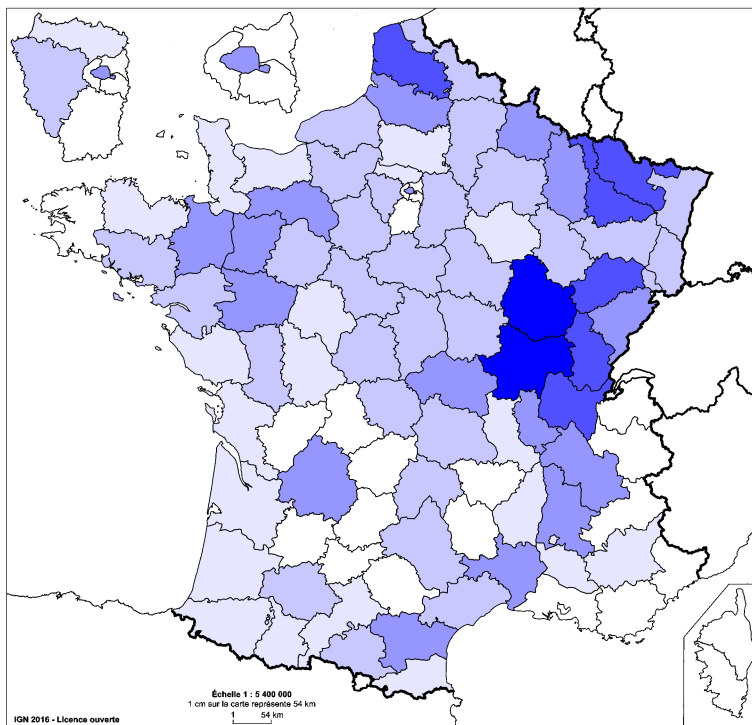 Échelle 1 : 5 400 000
1 cm sur la carte représente 54 km
1 54 km
IGN 2016 - Licence ouverte